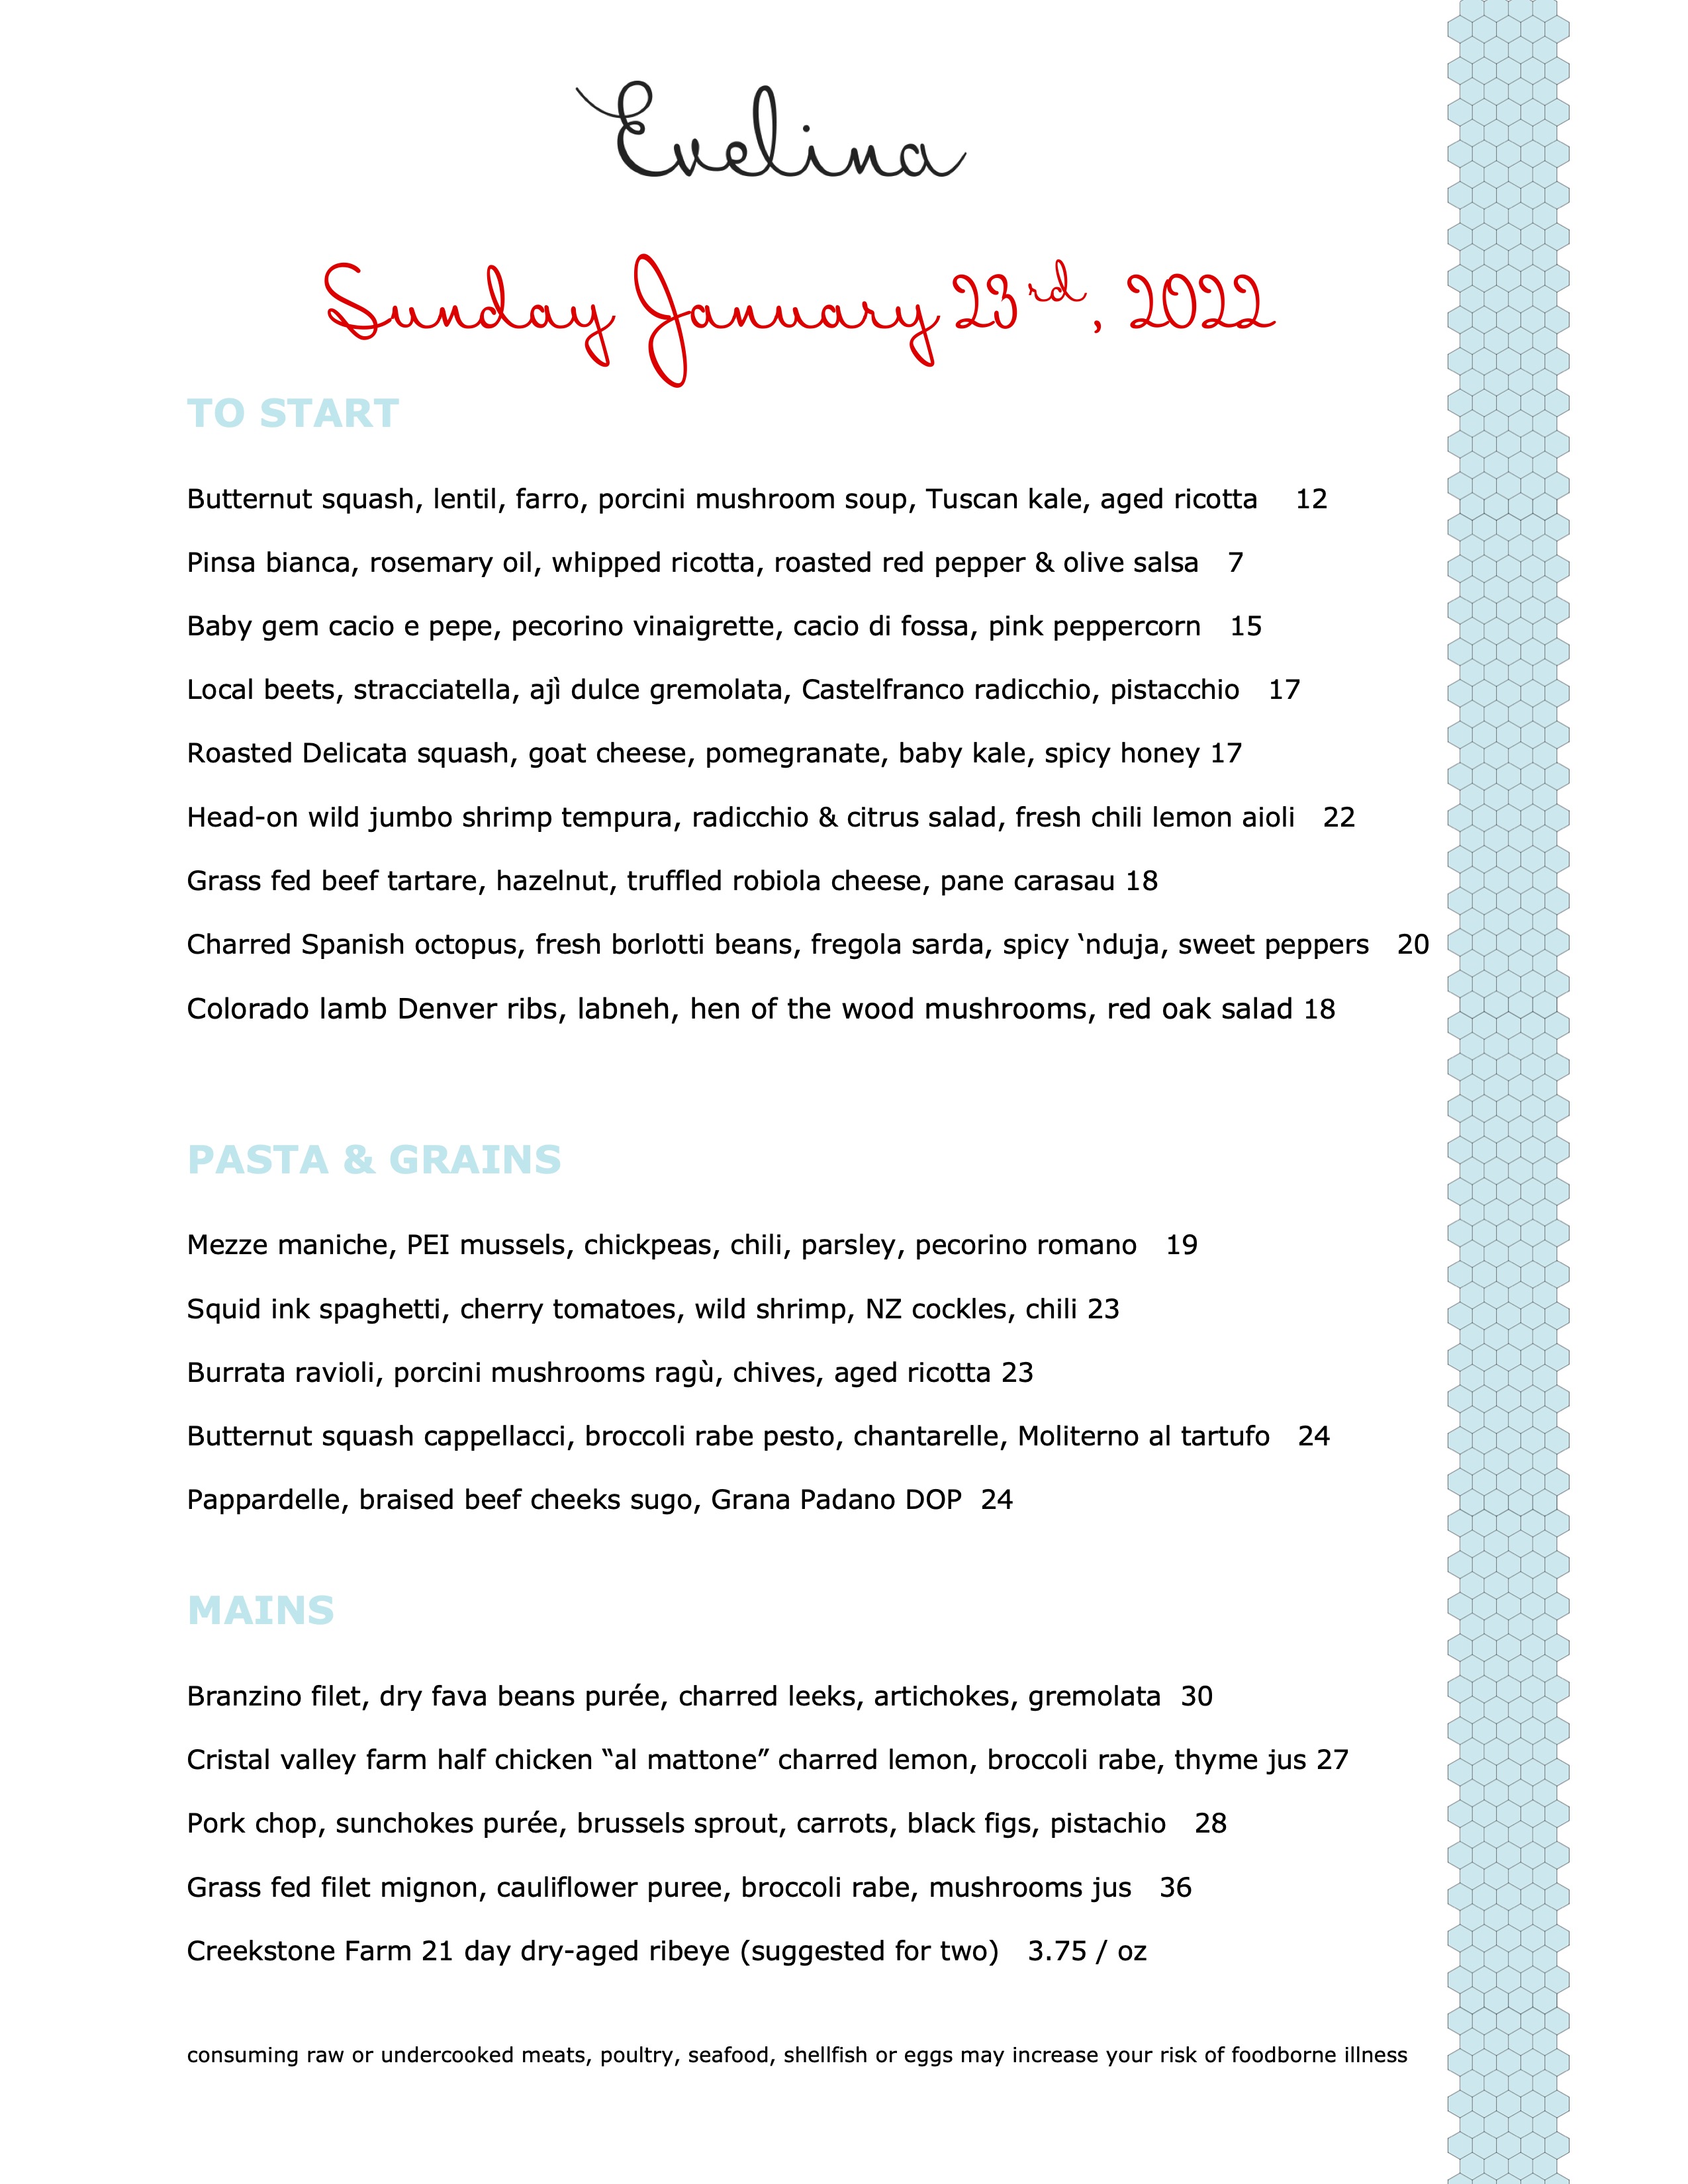 Evelina
Sunday January 23rd, 2022
TO START
Butternut squash, lentil, farro, porcini mushroom soup, Tuscan kale, aged ricotta 12
Pinsa bianca, rosemary oil, whipped ricotta, roasted red pepper & olive salsa 7
Baby gem cacio e pepe, pecorino vinaigrette, cacio di fossa, pink peppercorn 15
Local beets, stracciatella, ajì dulce gremolata, Castelfranco radicchio, pistacchio 17
Roasted Delicata squash, goat cheese, pomegranate, baby kale, spicy honey 17
Head-on wild jumbo shrimp tempura, radicchio & citrus salad, fresh chili lemon aioli 22
Grass fed beef tartare, hazelnut, truffled robiola cheese, pane carasau 18
Charred Spanish octopus, fresh borlotti beans, fregola sarda, spicy ‘nduja, sweet peppers 20
Colorado lamb Denver ribs, labneh, hen of the wood mushrooms, red oak salad 18
PASTA & GRAINS
Mezze maniche, PEI mussels, chickpeas, chili, parsley, pecorino romano 19
Squid ink spaghetti, cherry tomatoes, wild shrimp, NZ cockles, chili 23
Burrata ravioli, porcini mushrooms ragù, chives, aged ricotta 23
Butternut squash cappellacci, broccoli rabe pesto, chantarelle, Moliterno al tartufo 24
Pappardelle, braised beef cheeks sugo, Grana Padano DOP 24
MAINS
Branzino filet, dry fava beans purée, charred leeks, artichokes, gremolata 30
Cristal valley farm half chicken “al mattone” charred lemon, broccoli rabe, thyme jus 27
Pork chop, sunchokes purée, brussels sprout, carrots, black figs, pistachio 28
Grass fed filet mignon, cauliflower puree, broccoli rabe, mushrooms jus 36
Creekstone Farm 21 day dry-aged ribeye (suggested for two) 3.75 / oz
consuming raw or undercooked meats, poultry, seafood, shellfish or eggs may increase your risk of foodborne illness